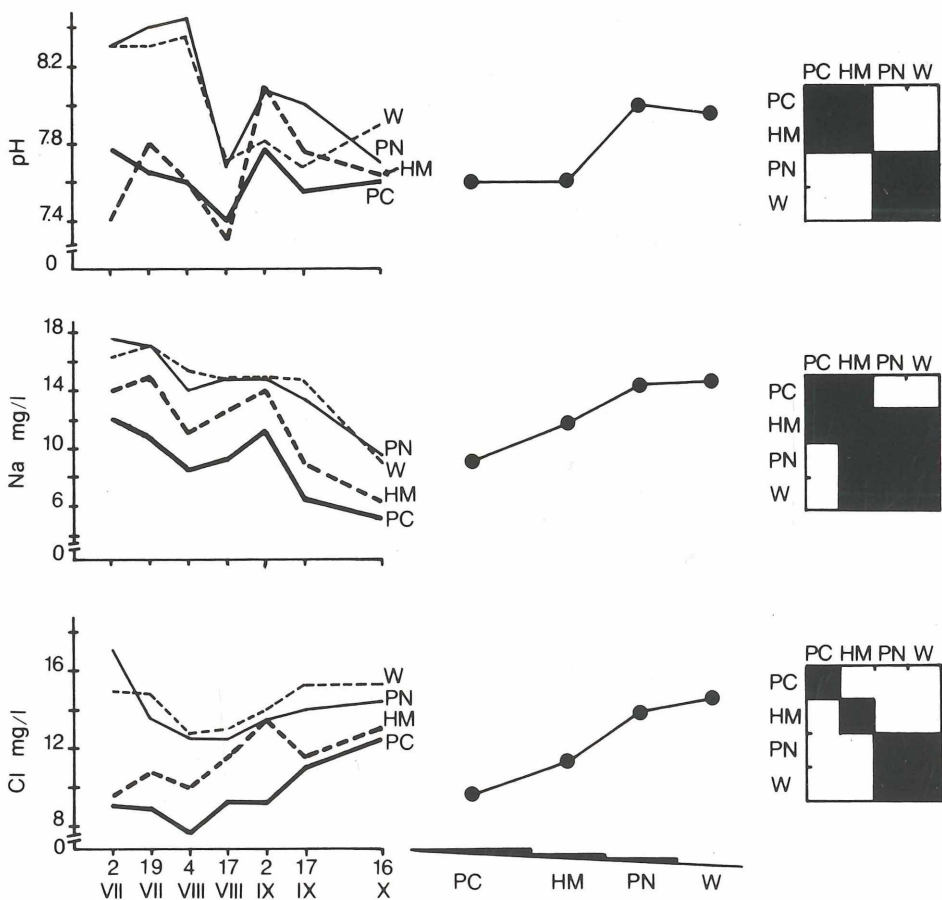 pH
8.2
7.8
7.4
0
W
PN
HM
PC
PC HM PN W
PC
HM
PN
W
Na mg/l
18
14
10
6
0
PN
W
HM
PC
PC HM PN W
PC
HM
PN
W
Cl mg/l
16
12
8
0
W
PN
HM
PC
2 19 4 17 2 17 16
VII VII VIII VIII IX IX X
PC HM PN W
PC HM PN W
PC
HM
PN
W